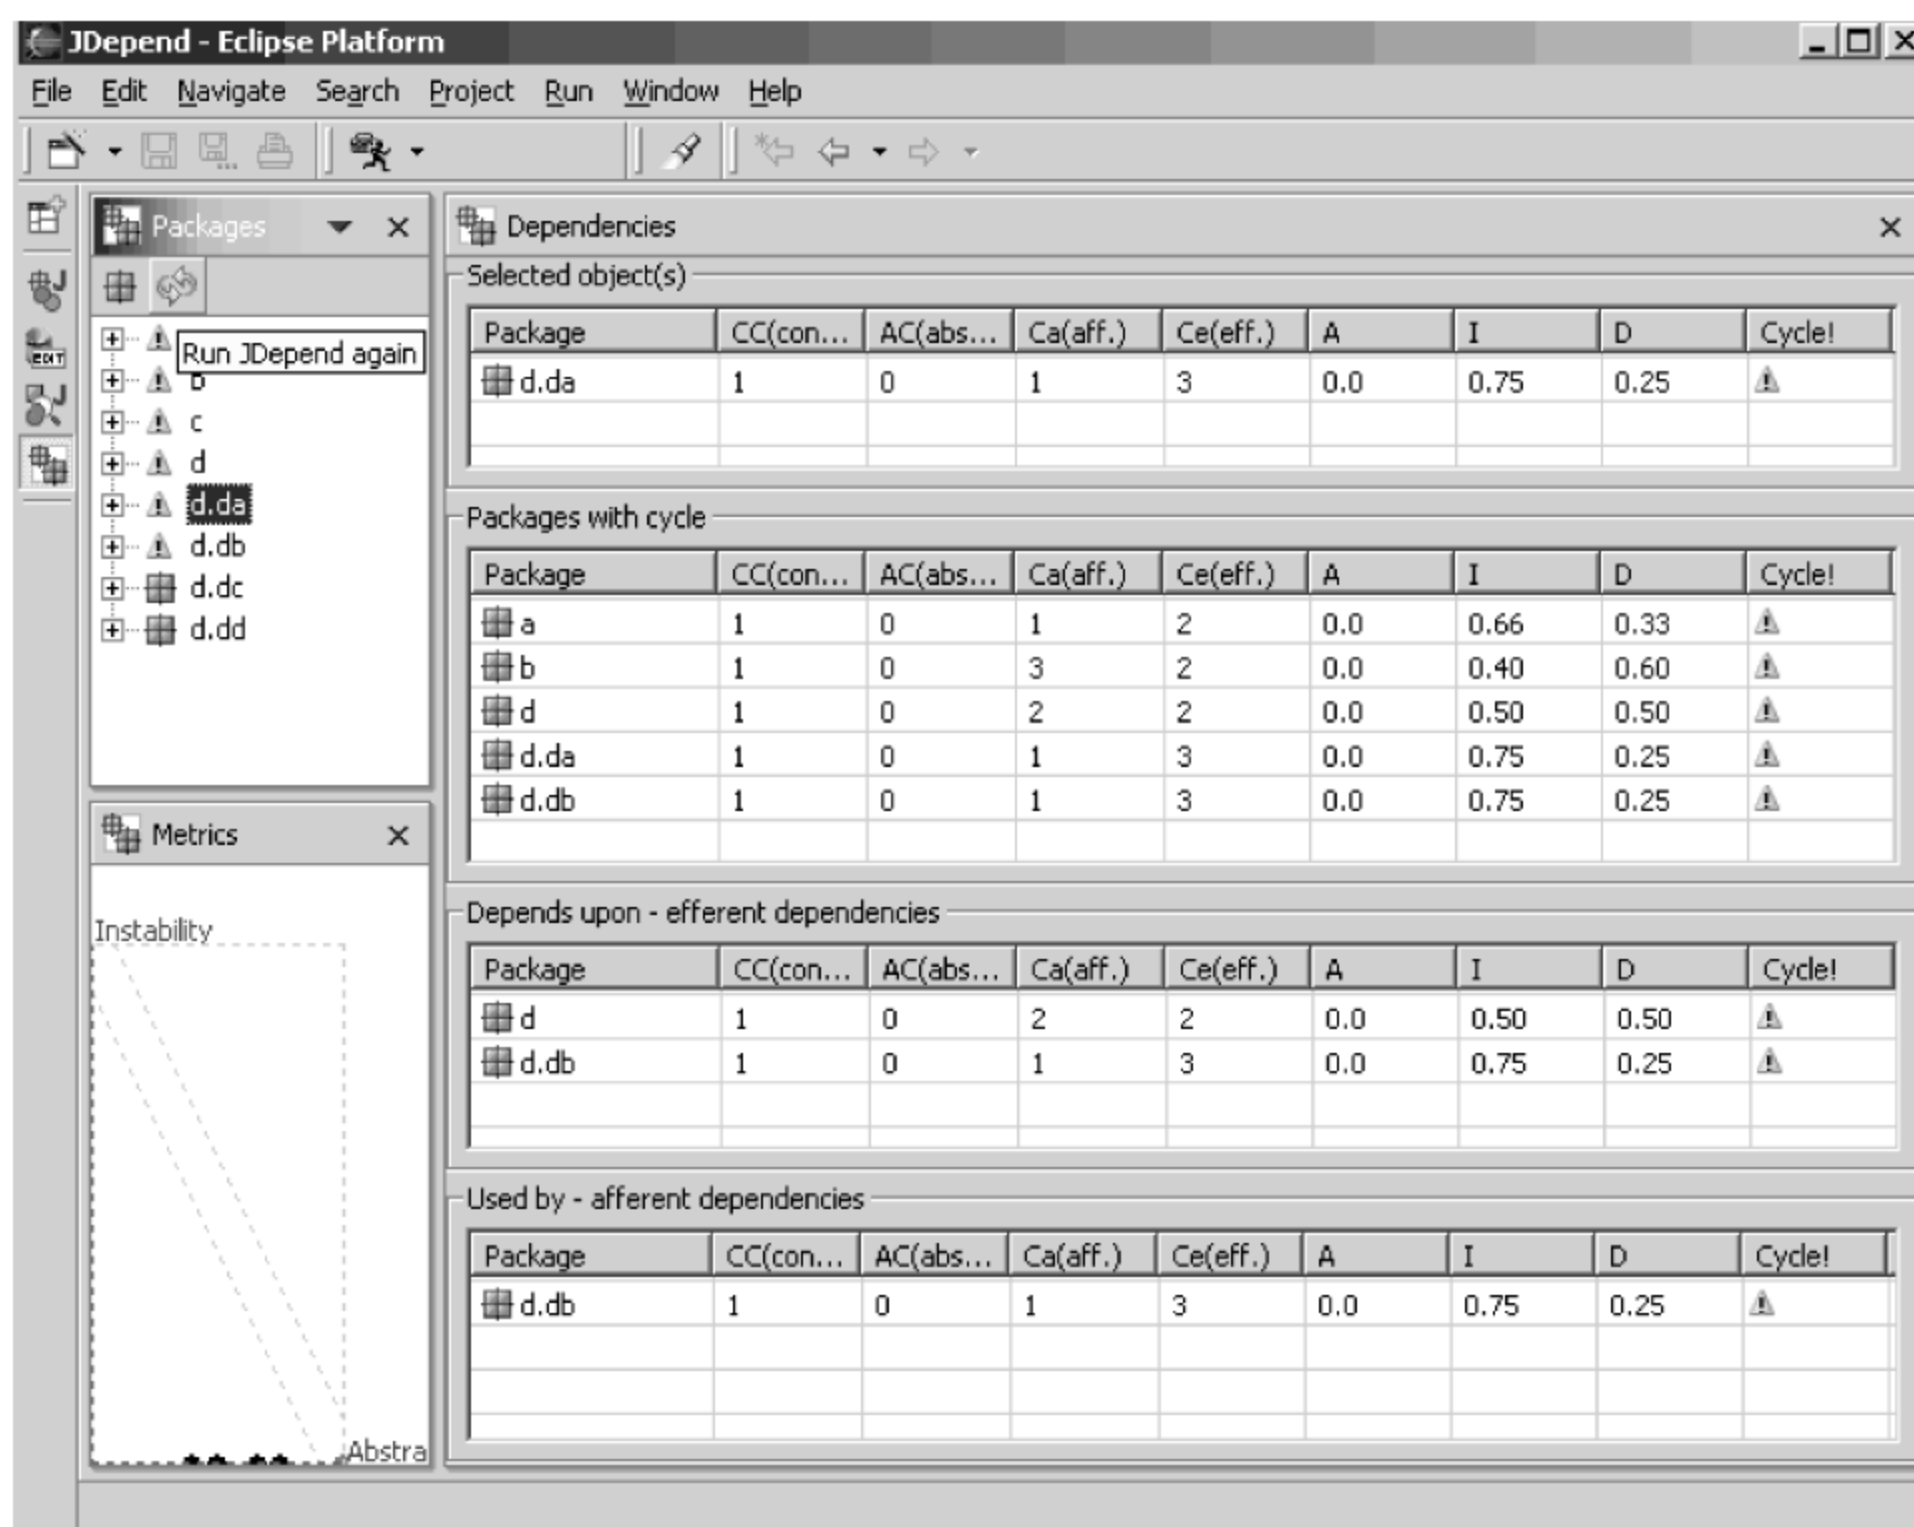 JDepend - Eclipse Platform
File Edit Navigate Search Project Run Window Help
Packages
Run JDepend again
b
c
d
d.da
d.db
d.dc
d.dd
Metrics
Instability
Abstra
Dependencies
Selected object(s)
Package CC(con... AC(abs... Ca(aff.) Ce(eff.) A I D Cycle!
d.da 1 0 1 3 0.0 0.75 0.25
Packages with cycle
Package CC(con... AC(abs... Ca(aff.) Ce(eff.) A I D Cycle!
a 1 0 1 2 0.0 0.66 0.33
b 1 0 3 2 0.0 0.40 0.60
d 1 0 2 2 0.0 0.50 0.50
d.da 1 0 1 3 0.0 0.75 0.25
d.db 1 0 1 3 0.0 0.75 0.25
Depends upon - efferent dependencies
Package CC(con... AC(abs... Ca(aff.) Ce(eff.) A I D Cycle!
d 1 0 2 2 0.0 0.50 0.50
d.db 1 0 1 3 0.0 0.75 0.25
Used by - afferent dependencies
Package CC(con... AC(abs... Ca(aff.) Ce(eff.) A I D Cycle!
d.db 1 0 1 3 0.0 0.75 0.25